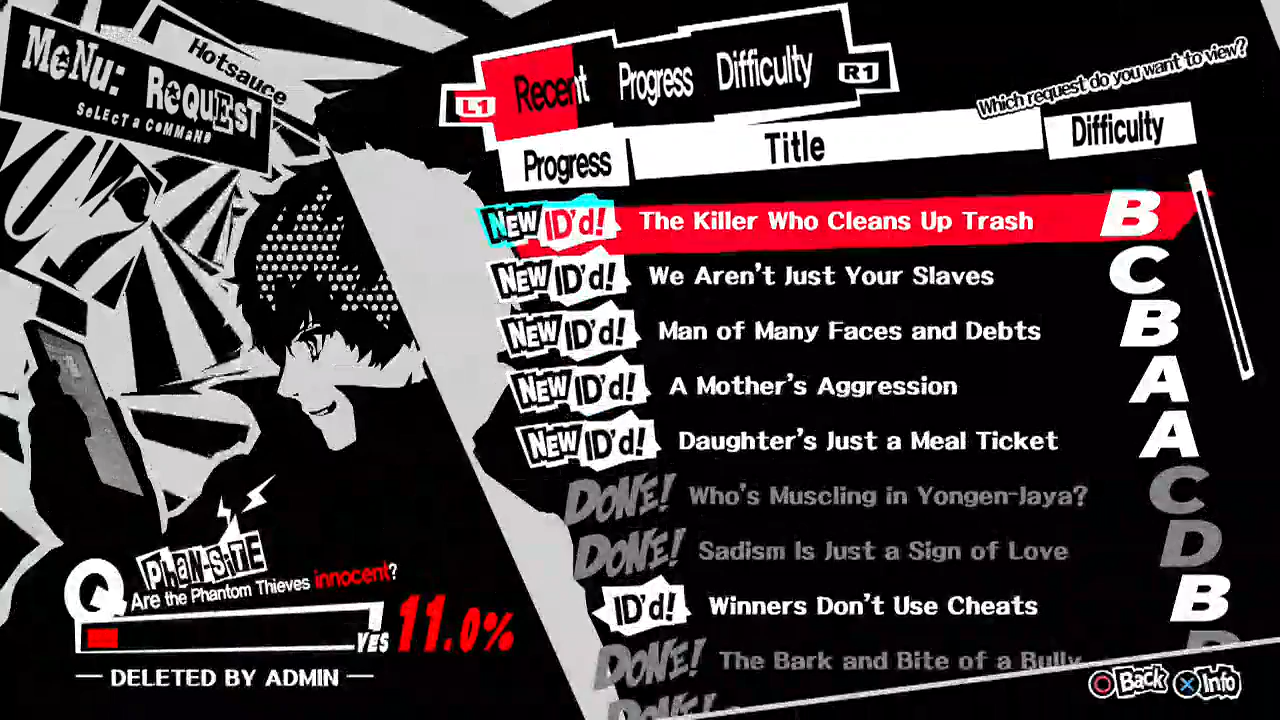 MeNu: ReQUEsT
SeLEcT a CoMMaND
Hotsauce
L1 Recent Progress Difficulty R1
Which request do you want to view?
Progress Title Difficulty
NEW ID'd! The Killer Who Cleans Up Trash B
NEW ID'd! We Aren't Just Your Slaves C
NEW ID'd! Man of Many Faces and Debts B
NEW ID'd! A Mother's Aggression A
NEW ID'd! Daughter's Just a Meal Ticket A
DONE! Who's Muscling in Yongen-Jaya? C
DONE! Sadism Is Just a Sign of Love D
ID'd! Winners Don't Use Cheats B
DONE! The Bark and Bite of a Bully
DONE!
PhaN-SiTE
Q Are the Phantom Thieves innocent?
YES 11.0%
DELETED BY ADMIN
Back Info